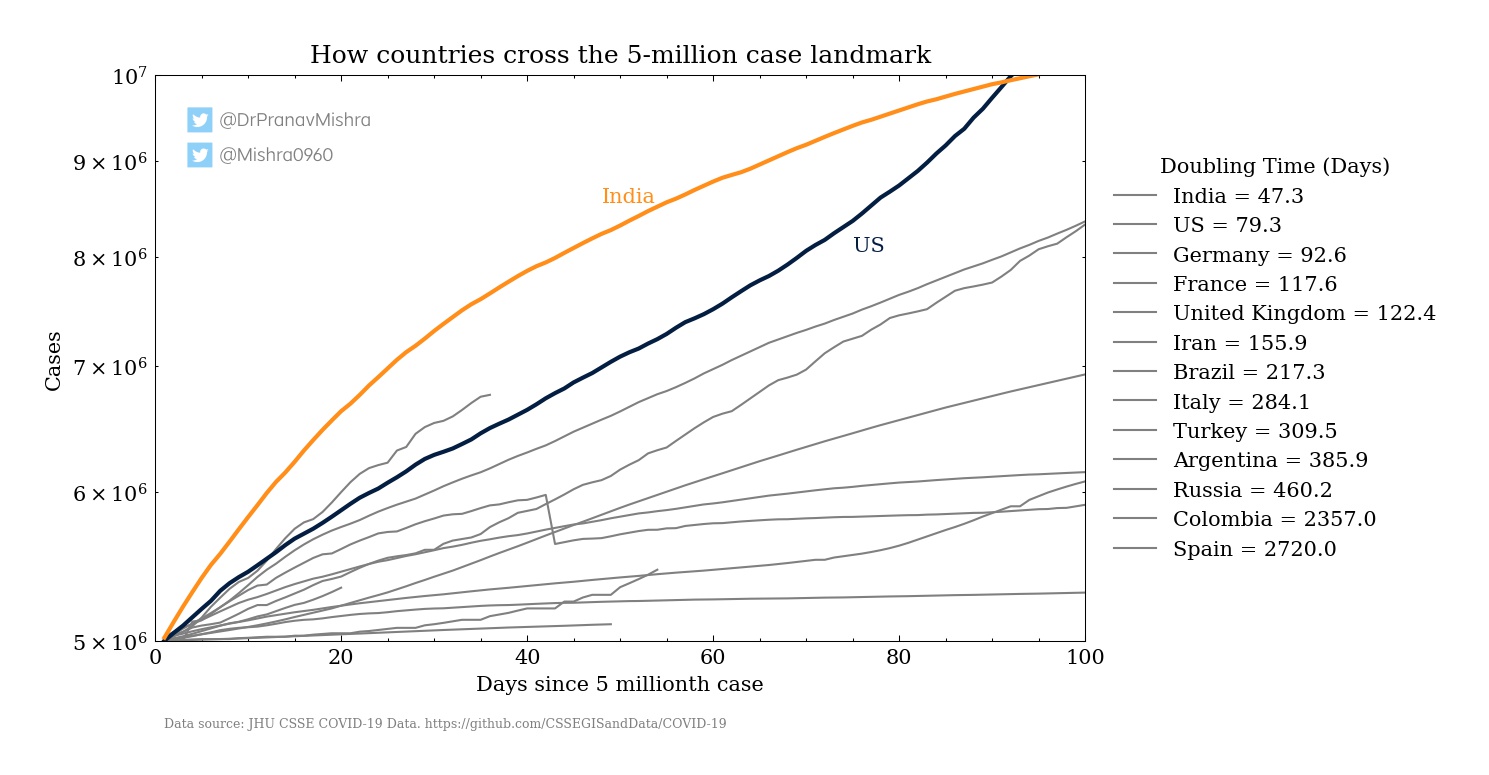 How countries cross the 5-million case landmark
10⁷
9 × 10⁶
8 × 10⁶
7 × 10⁶
6 × 10⁶
5 × 10⁶
Cases
@DrPranavMishra
@Mishra0960
India
US
0 20 40 60 80 100
Days since 5 millionth case
Doubling Time (Days)
India = 47.3
US = 79.3
Germany = 92.6
France = 117.6
United Kingdom = 122.4
Iran = 155.9
Brazil = 217.3
Italy = 284.1
Turkey = 309.5
Argentina = 385.9
Russia = 460.2
Colombia = 2357.0
Spain = 2720.0
Data source: JHU CSSE COVID-19 Data. https://github.com/CSSEGISandData/COVID-19